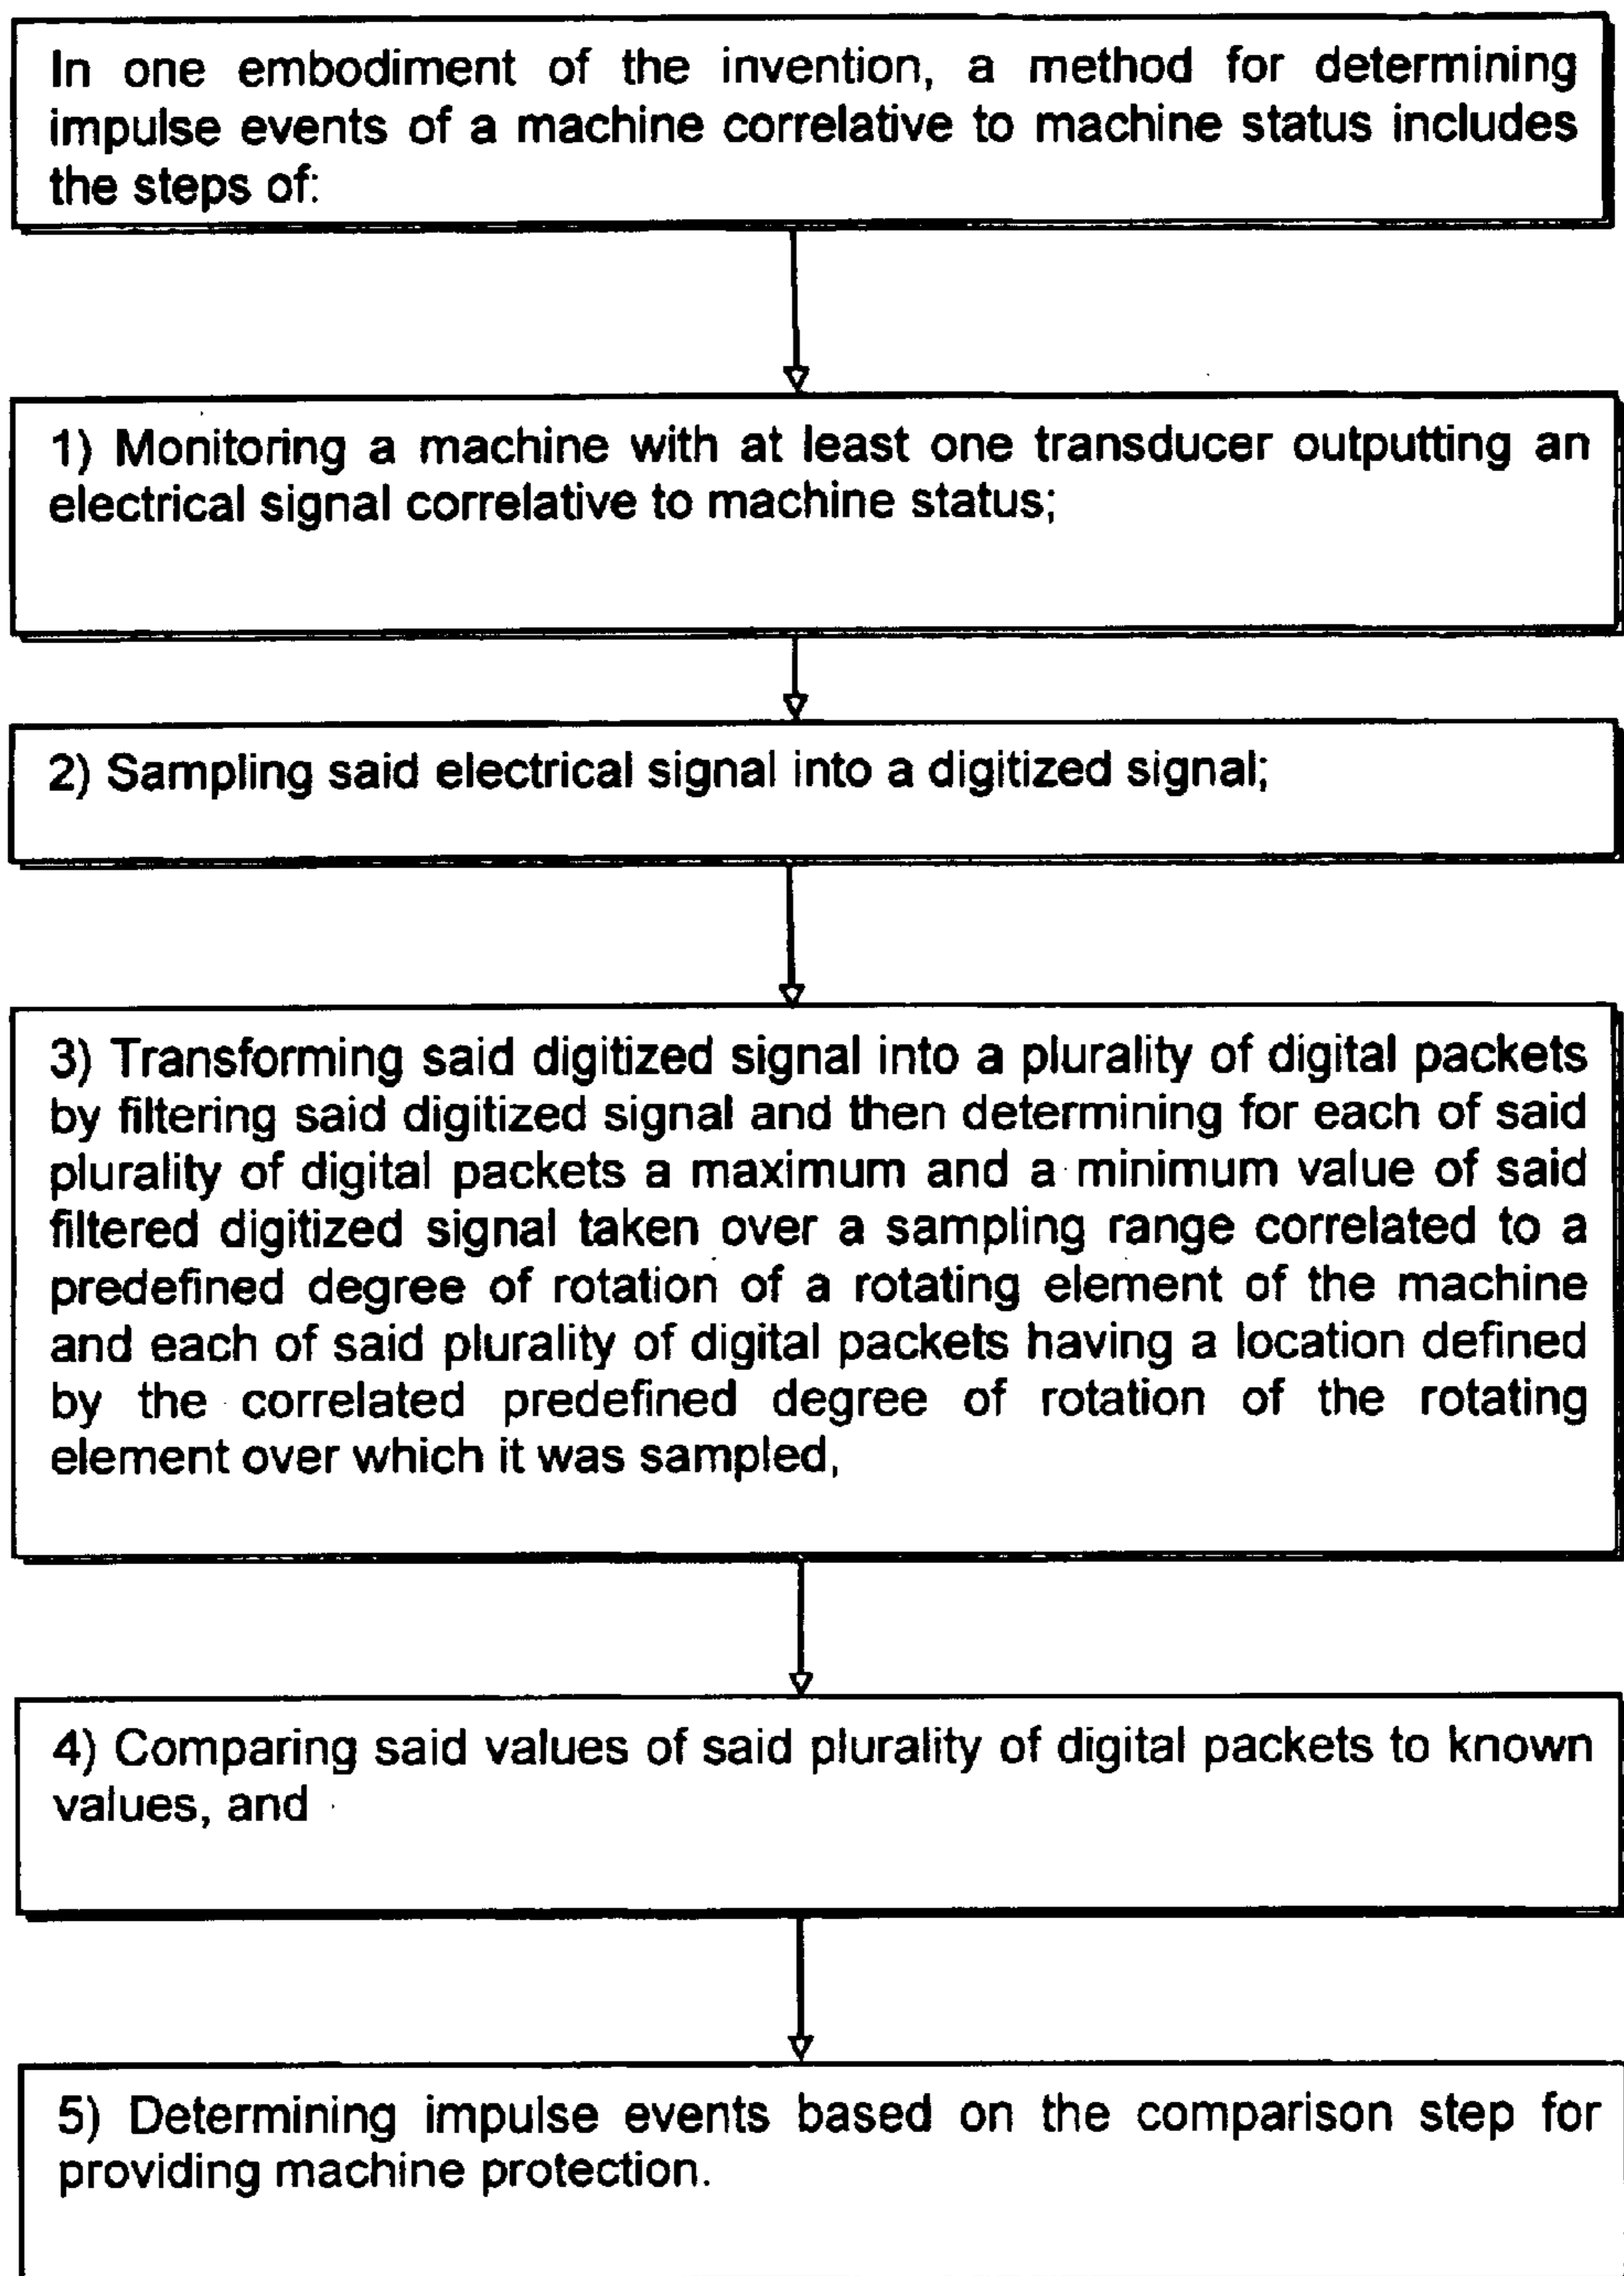 In one embodiment of the invention, a method for determining
impulse events of a machine correlative to machine status includes
the steps of:
1) Monitoring a machine with at least one transducer outputting an
electrical signal correlative to machine status;
2) Sampling said electrical signal into a digitized signal;
3) Transforming said digitized signal into a plurality of digital packets
by filtering said digitized signal and then determining for each of said
plurality of digital packets a maximum and a minimum value of said
filtered digitized signal taken over a sampling range correlated to a
predefined degree of rotation of a rotating element of the machine
and each of said plurality of digital packets having a location defined
by the correlated predefined degree of rotation of the rotating
element over which it was sampled,
4) Comparing said values of said plurality of digital packets to known
values, and
5) Determining impulse events based on the comparison step for
providing machine protection.